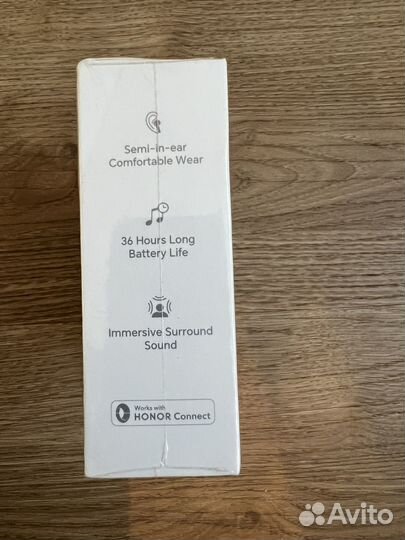 Semi-in-ear
Comfortable Wear
36 Hours Long
Battery Life
Immersive Surround
Sound
Works with
HONOR Connect
Avito